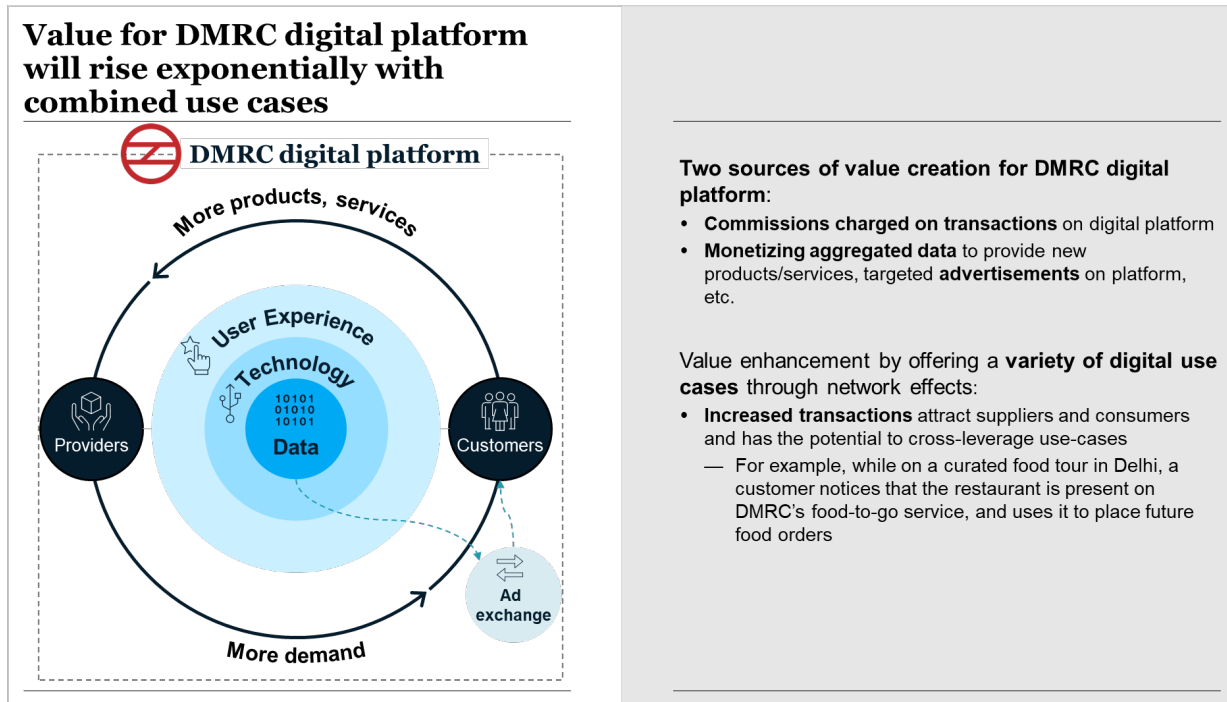 Value for DMRC digital platform
will rise exponentially with
combined use cases
DMRC digital platform
More products, services
User Experience
Technology
10101
01010
10101
Data
Providers
Customers
Ad
exchange
More demand
Two sources of value creation for DMRC digital
platform:
• Commissions charged on transactions on digital platform
• Monetizing aggregated data to provide new
products/services, targeted advertisements on platform,
etc.
Value enhancement by offering a variety of digital use
cases through network effects:
• Increased transactions attract suppliers and consumers
and has the potential to cross-leverage use-cases
— For example, while on a curated food tour in Delhi, a
customer notices that the restaurant is present on
DMRC's food-to-go service, and uses it to place future
food orders